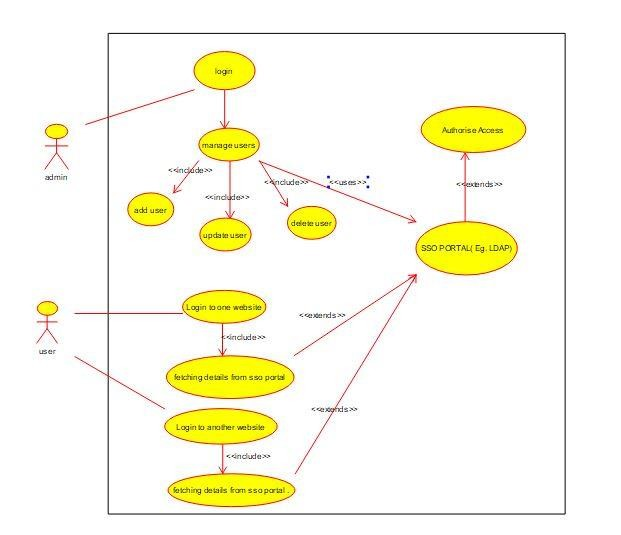 login
admin
manage users
Authorise Access
<<include>>
<<include>>
<<include>>
<<uses>>
<<extends>>
add user
update user
delete user
SSO PORTAL( Eg. LDAP)
user
Login to one website
<<include>>
<<extends>>
fetching details from sso portal
Login to another website
<<extends>>
<<include>>
fetching details from sso portal .